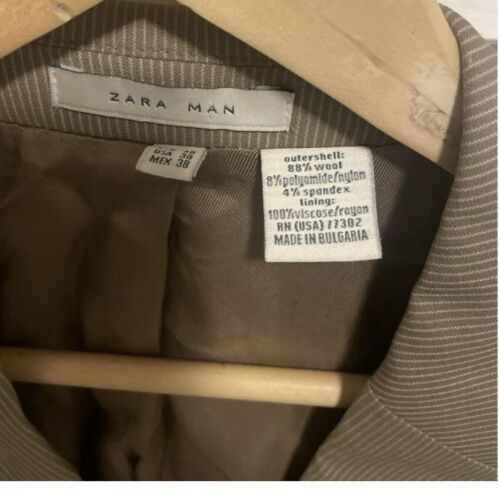 ZARA MAN
USA 38
MEX 38
outershell:
88% wool
8%polyamide/nylon
4% spandex
lining:
100%viscose/rayon
RN (USA) 77302
MADE IN BULGARIA